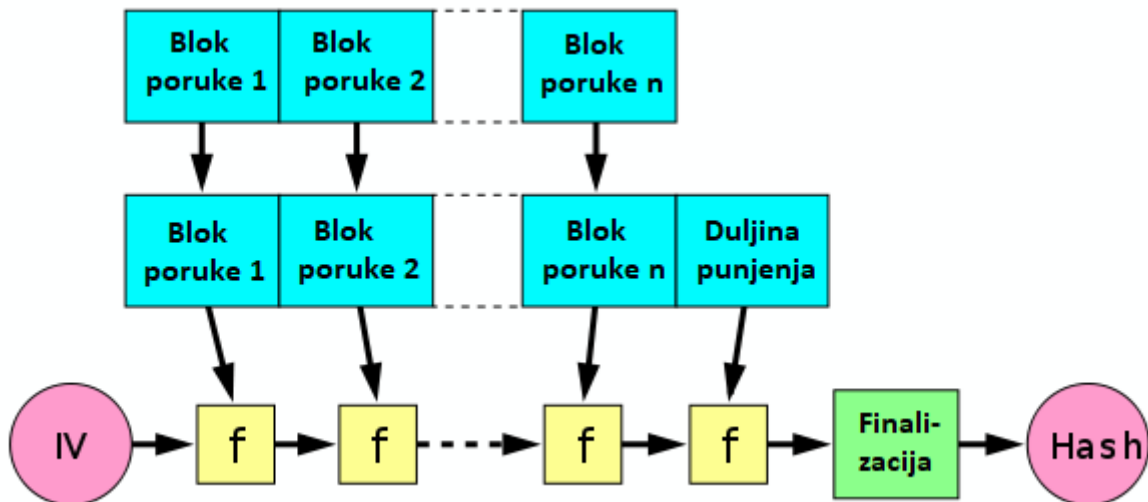 Blok
poruke 1
Blok
poruke 2
Blok
poruke n
Blok
poruke 1
Blok
poruke 2
Blok
poruke n
Duljina
punjenja
IV
f
f
f
f
Finali-
zacija
Hash